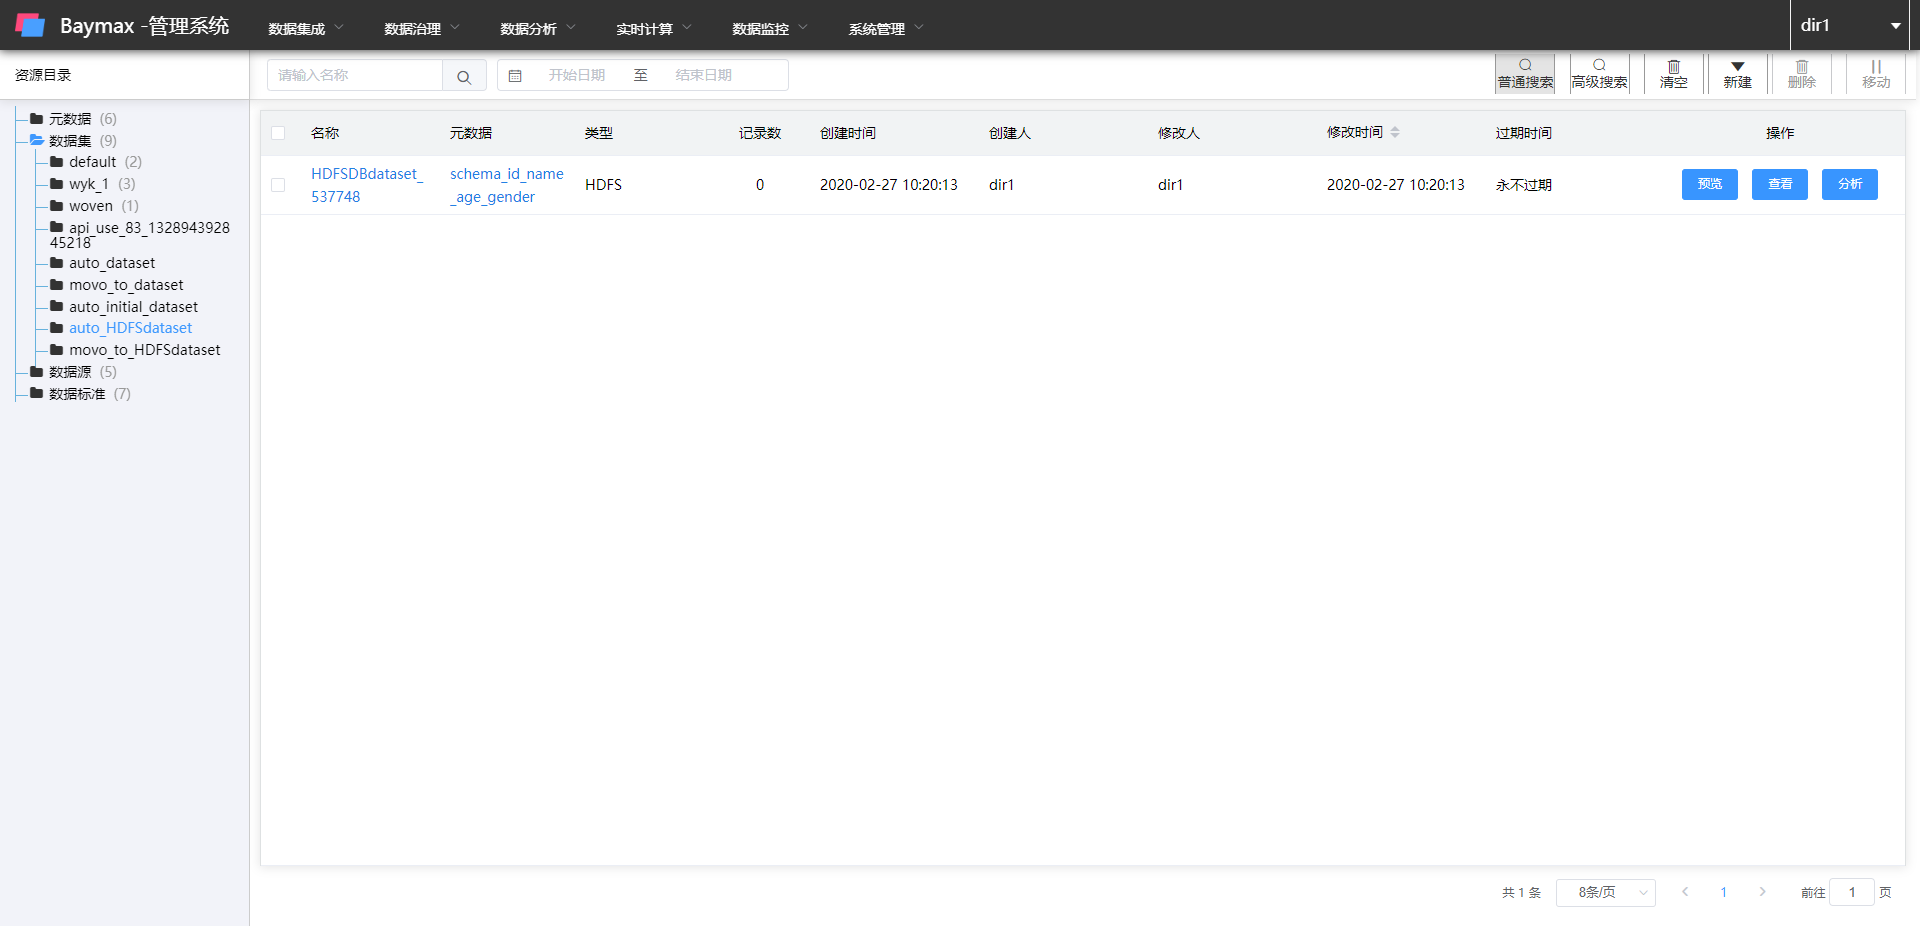 Baymax -管理系统
数据集成
数据治理
数据分析
实时计算
数据监控
系统管理
dir1
资源目录
请输入名称
开始日期 至 结束日期
普通搜索
高级搜索
清空
新建
删除
移动
元数据 (6)
数据集 (9)
default (2)
wyk_1 (3)
woven (1)
api_use_83_1328943928
45218
auto_dataset
movo_to_dataset
auto_initial_dataset
auto_HDFSdataset
movo_to_HDFSdataset
数据源 (5)
数据标准 (7)
名称 元数据 类型 记录数 创建时间 创建人 修改人 修改时间 过期时间 操作
HDFSDBdataset_
537748
schema_id_name
_age_gender
HDFS 0 2020-02-27 10:20:13 dir1 dir1 2020-02-27 10:20:13 永不过期 预览 查看 分析
共 1 条 8条/页 1 前往 1 页